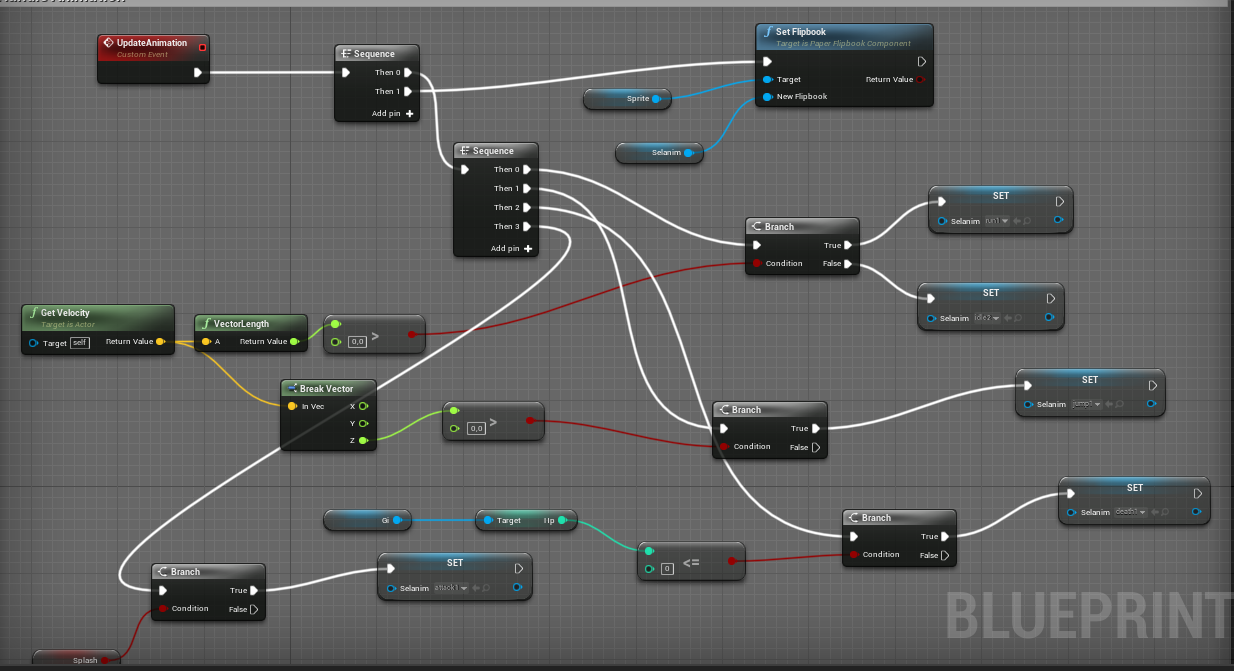 UpdateAnimation
Custom Event
Sequence
Then 0
Then 1
Add pin
Set Flipbook
Target is Paper Flipbook Component
Target
Return Value
New Flipbook
Sprite
Selanim
Sequence
Then 0
Then 1
Then 2
Then 3
Add pin
Branch
True
Condition
False
SET
Selanim run1
SET
Selanim idle2
Get Velocity
Target is Actor
Target self
Return Value
VectorLength
A
Return Value
0,0 >
Break Vector
In Vec
X
Y
Z
0,0 >
Branch
True
Condition
False
SET
Selanim jump1
Gi
Target
Hp
0 <=
Branch
True
Condition
False
SET
Selanim death1
Branch
True
Condition
False
SET
Selanim attack1
Splash
BLUEPRINT